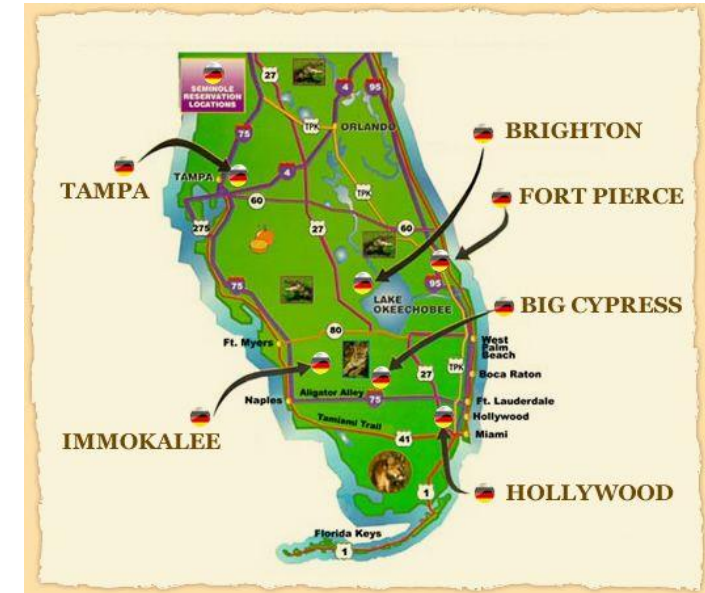 SEMINOLE
RESERVATION
LOCATIONS
27
4
95
75
TPK
ORLANDO
BRIGHTON
TAMPA
TAMPA
4
TPK
60
FORT PIERCE
275
27
60
75
95
LAKE
OKEECHOBEE
BIG CYPRESS
80
Ft. Myers
West
Palm
Beach
TPK
27
Boca Raton
Aligator Alley
75
Naples
Ft. Lauderdale
Hollywood
Tamiami Trail
41
Miami
IMMOKALEE
1
HOLLYWOOD
Florida Keys
1